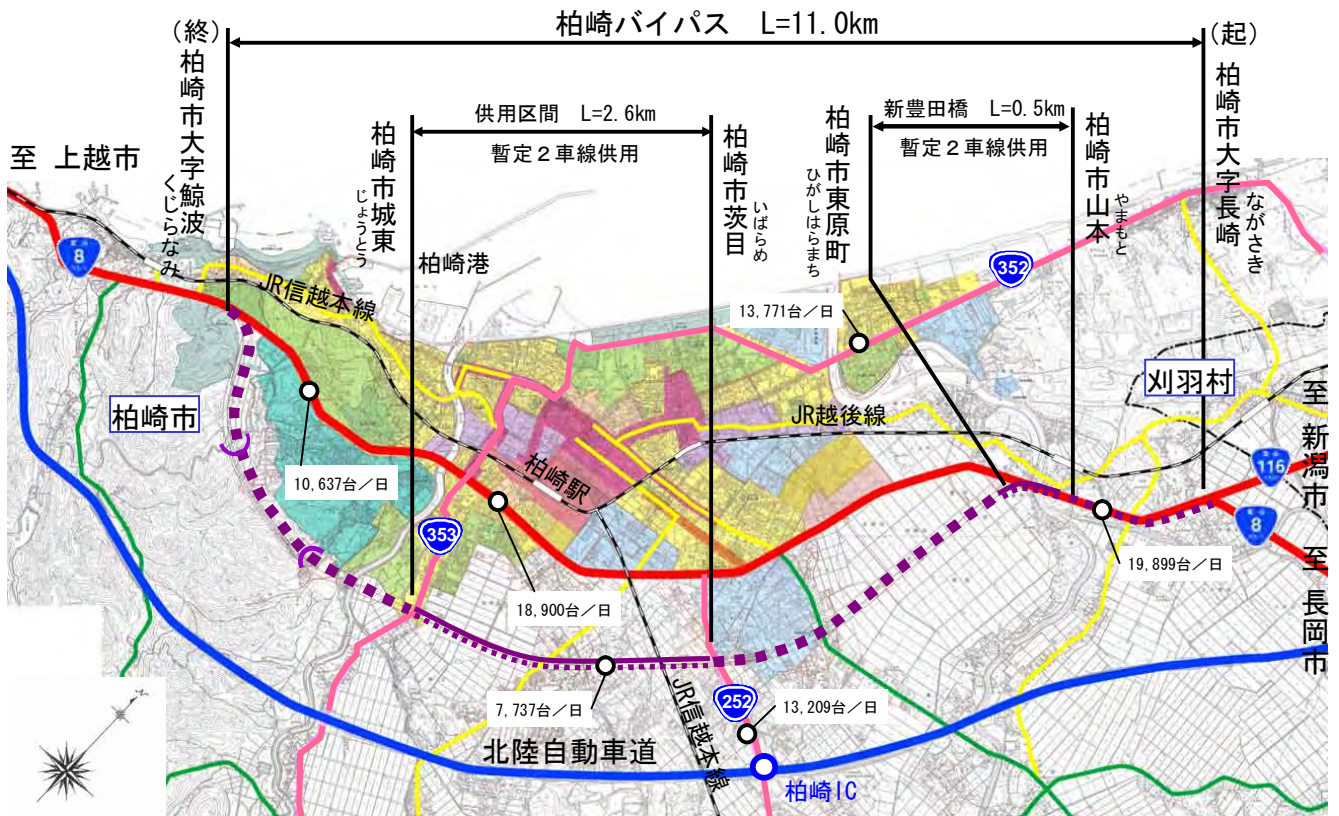 柏崎バイパス L=11.0km
(終)
(起)
柏崎市大字鯨波
くじらなみ
柏崎市城東
じょうとう
供用区間 L=2.6km
暫定2車線供用
柏崎市茨目
いばらめ
柏崎市東原町
ひがしはらまち
新豊田橋 L=0.5km
暫定2車線供用
柏崎市山本
やまもと
柏崎市大字長崎
ながさき
至 上越市
8
JR信越本線
柏崎港
352
13,771台/日
柏崎市
刈羽村
JR越後線
至 新潟市
116
8
至 長岡市
10,637台/日
柏崎駅
353
18,900台/日
19,899台/日
7,737台/日
JR信越本線
252
13,209台/日
北陸自動車道
柏崎IC